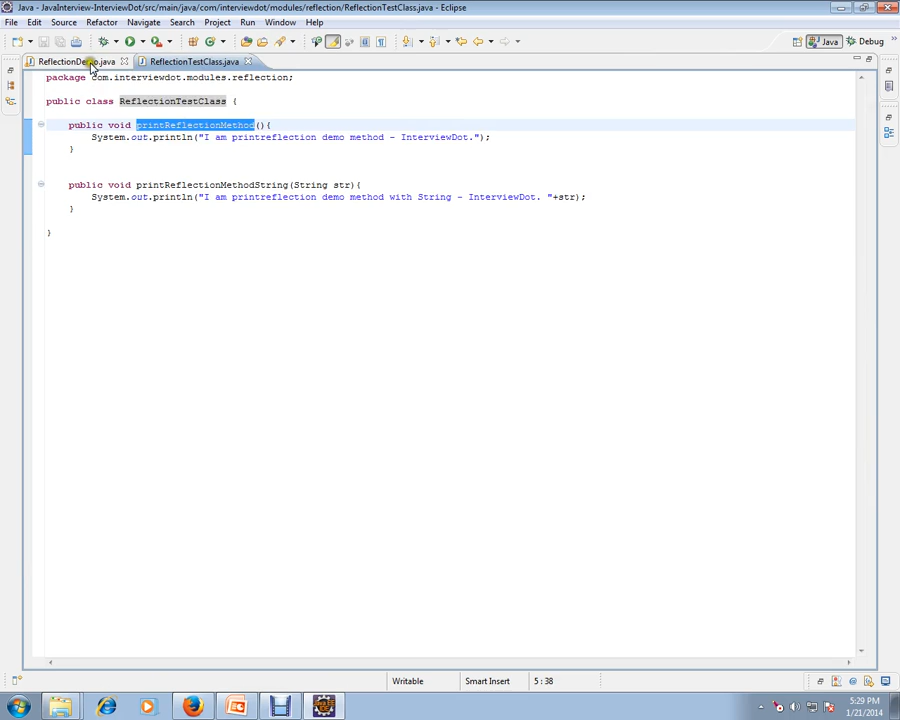 Java - JavaInterview-InterviewDot/src/main/java/com/interviewdot/modules/reflection/ReflectionTestClass.java - Eclipse
File Edit Source Refactor Navigate Search Project Run Window Help
Java Debug
ReflectionDemo.java ReflectionTestClass.java
package com.interviewdot.modules.reflection;
public class ReflectionTestClass {
public void printReflectionMethod(){
System.out.println("I am printreflection demo method - InterviewDot.");
}
public void printReflectionMethodString(String str){
System.out.println("I am printreflection demo method with String - InterviewDot. "+str);
}
}
Writable Smart Insert 5 : 38
5:29 PM
1/21/2014